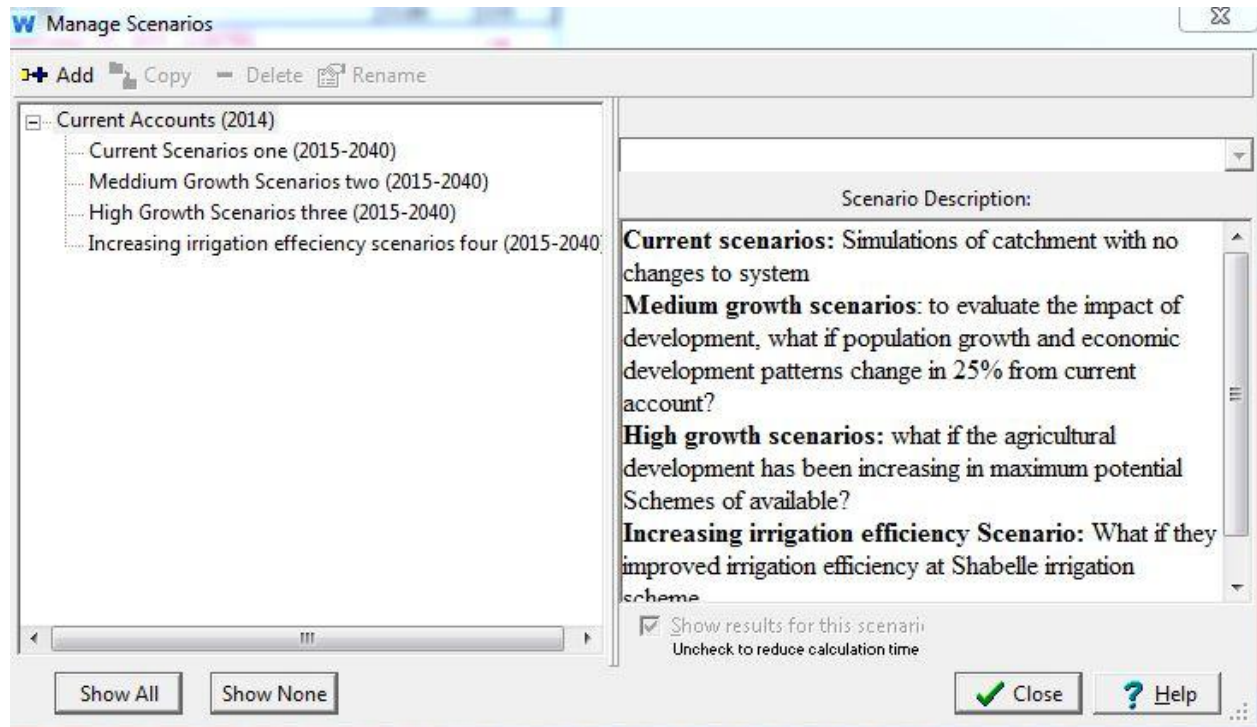 Manage Scenarios
Add Copy Delete Rename
Current Accounts (2014)
Current Scenarios one (2015-2040)
Meddium Growth Scenarios two (2015-2040)
High Growth Scenarios three (2015-2040)
Increasing irrigation effeciency scenarios four (2015-2040)
Scenario Description:
Current scenarios: Simulations of catchment with no
changes to system
Medium growth scenarios: to evaluate the impact of
development, what if population growth and economic
development patterns change in 25% from current
account?
High growth scenarios: what if the agricultural
development has been increasing in maximum potential
Schemes of available?
Increasing irrigation efficiency Scenario: What if they
improved irrigation efficiency at Shabelle irrigation
scheme
Show results for this scenari
Uncheck to reduce calculation time
Show All
Show None
Close
Help